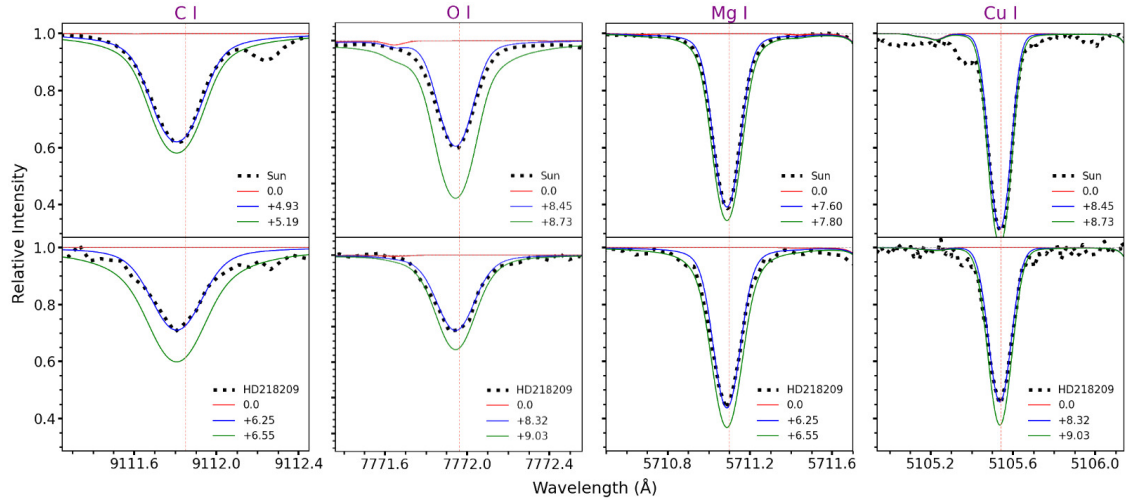 C I O I Mg I Cu I
Relative Intensity
1.0
0.8
0.6
0.4
Sun
0.0
+4.93
+5.19
Sun
0.0
+8.45
+8.73
Sun
0.0
+7.60
+7.80
Sun
0.0
+8.45
+8.73
1.0
0.8
0.6
0.4
HD218209
0.0
+6.25
+6.55
HD218209
0.0
+8.32
+9.03
HD218209
0.0
+6.25
+6.55
HD218209
0.0
+8.32
+9.03
9111.6 9112.0 9112.4 7771.6 7772.0 7772.4 5710.8 5711.2 5711.6 5105.2 5105.6 5106.0
Wavelength (Å)